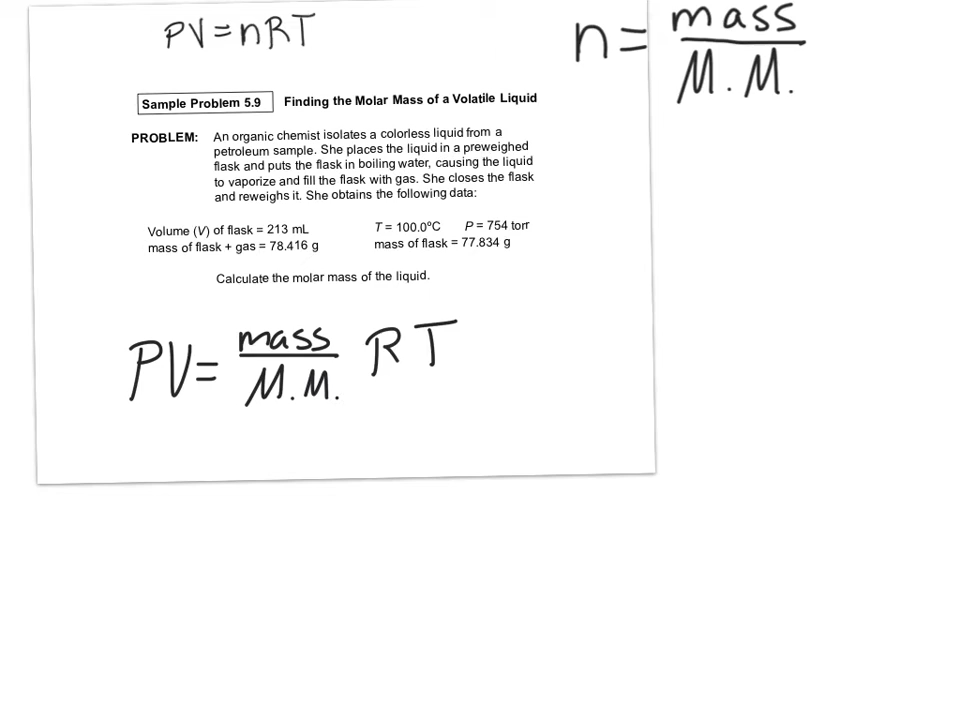 PV=nRT
n= mass
M.M.
Sample Problem 5.9 Finding the Molar Mass of a Volatile Liquid
PROBLEM: An organic chemist isolates a colorless liquid from a
petroleum sample. She places the liquid in a preweighed
flask and puts the flask in boiling water, causing the liquid
to vaporize and fill the flask with gas. She closes the flask
and reweighs it. She obtains the following data:
Volume (V) of flask = 213 mL T = 100.0°C P = 754 torr
mass of flask + gas = 78.416 g mass of flask = 77.834 g
Calculate the molar mass of the liquid.
PV= mass RT
M.M.